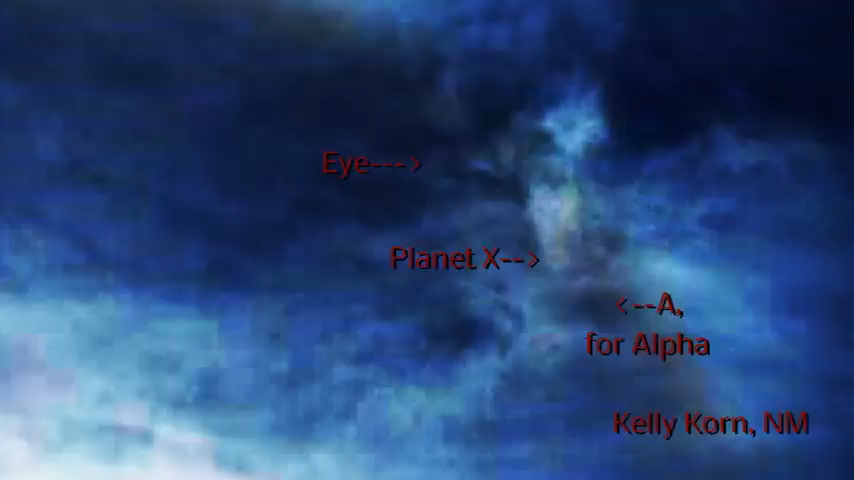 Eye--->
Planet X-->
<--A,
for Alpha
Kelly Korn, NM